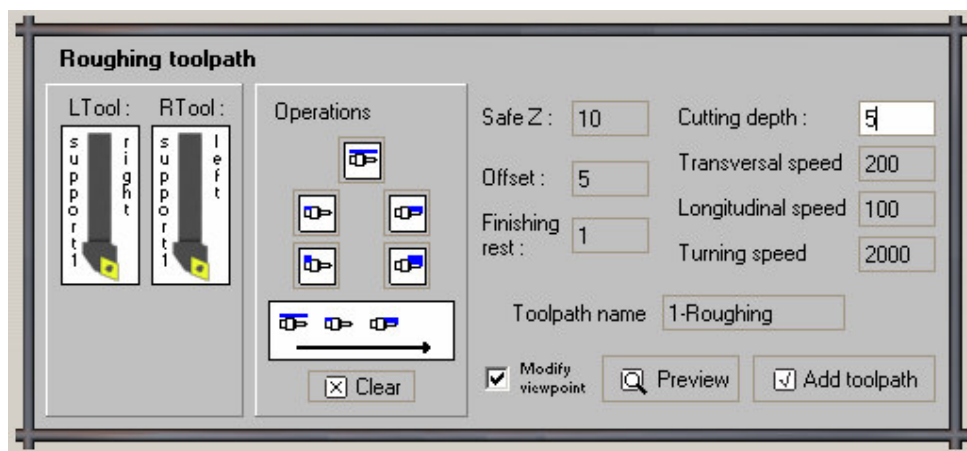 Roughing toolpath
LTool :
RTool :
support1
right
support1
left
Operations
Clear
Safe Z :
10
Offset :
5
Finishing
rest :
1
Cutting depth :
5
Transversal speed
200
Longitudinal speed
100
Turning speed
2000
Toolpath name
1-Roughing
Modify
viewpoint
Preview
Add toolpath